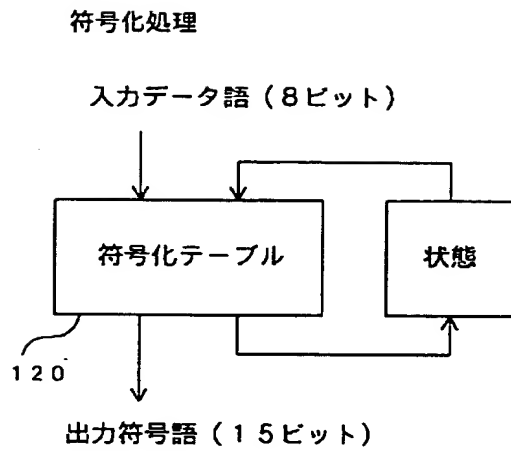 符号化処理
入力データ語(8ビット)
符号化テーブル
状態
120
出力符号語(15ビット)